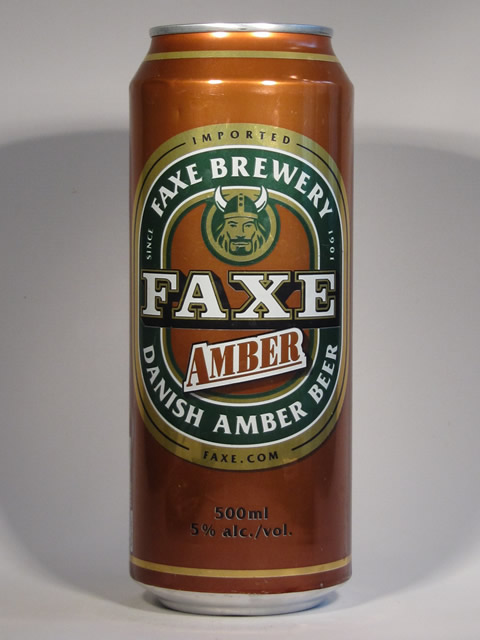 IMPORTED
FAXE BREWERY
SINCE 1901
FAXE
AMBER
DANISH AMBER BEER
FAXE.COM
500ml
5% alc./vol.